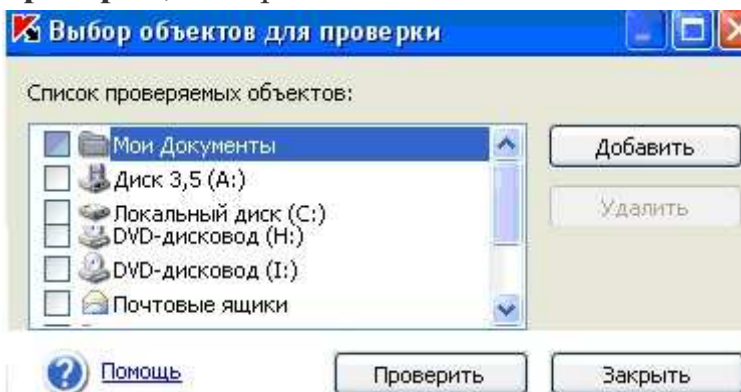 Выбор объектов для проверки
Список проверяемых объектов:
Мои Документы
Добавить
Диск 3,5 (A:)
Локальный диск (C:)
Удалить
DVD-дисковод (H:)
DVD-дисковод (I:)
Почтовые ящики
Помощь
Проверить
Закрыть